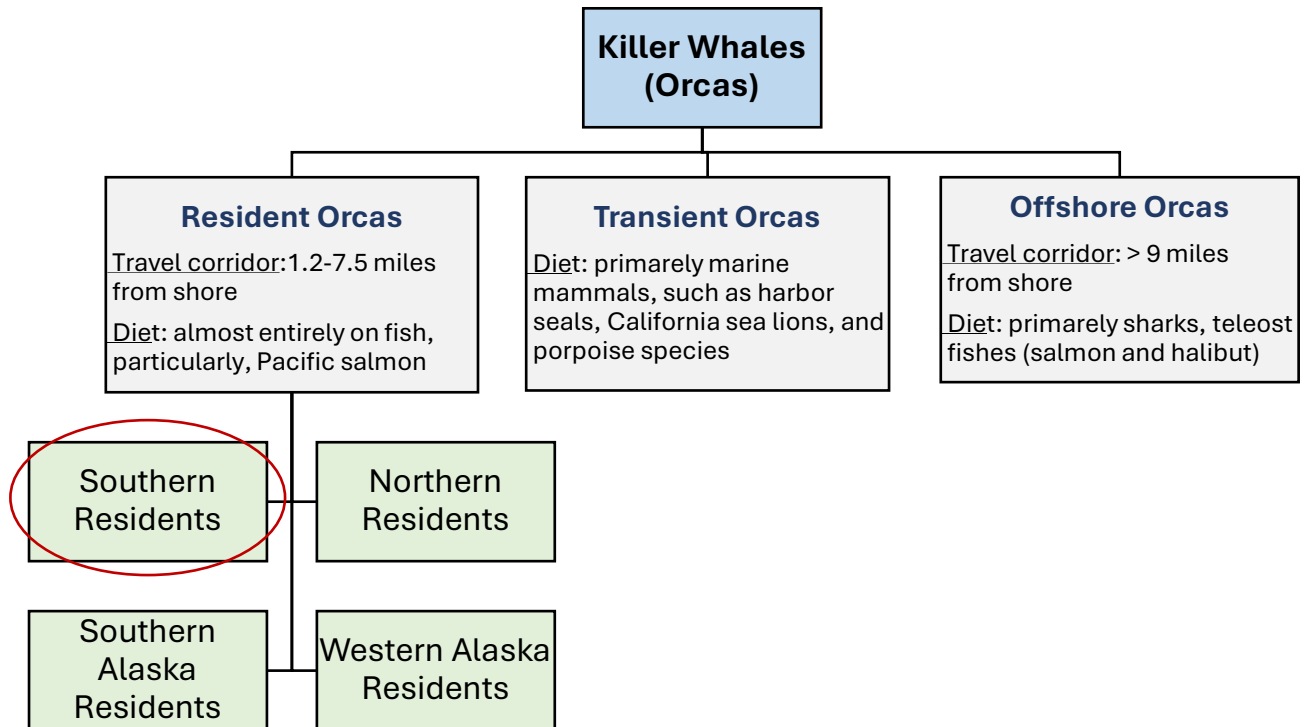 Killer Whales
(Orcas)
Resident Orcas
Travel corridor:1.2-7.5 miles
from shore
Diet: almost entirely on fish,
particularly, Pacific salmon
Transient Orcas
Diet: primarely marine
mammals, such as harbor
seals, California sea lions, and
porpoise species
Offshore Orcas
Travel corridor: > 9 miles
from shore
Diet: primarely sharks, teleost
fishes (salmon and halibut)
Southern
Residents
Northern
Residents
Southern
Alaska
Residents
Western Alaska
Residents